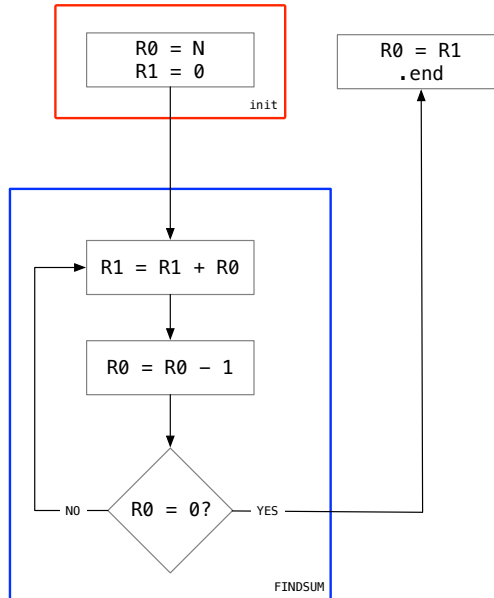 R0 = N
R1 = 0
init
R0 = R1
.end
R1 = R1 + R0
R0 = R0 − 1
R0 = 0?
NO
YES
FINDSUM